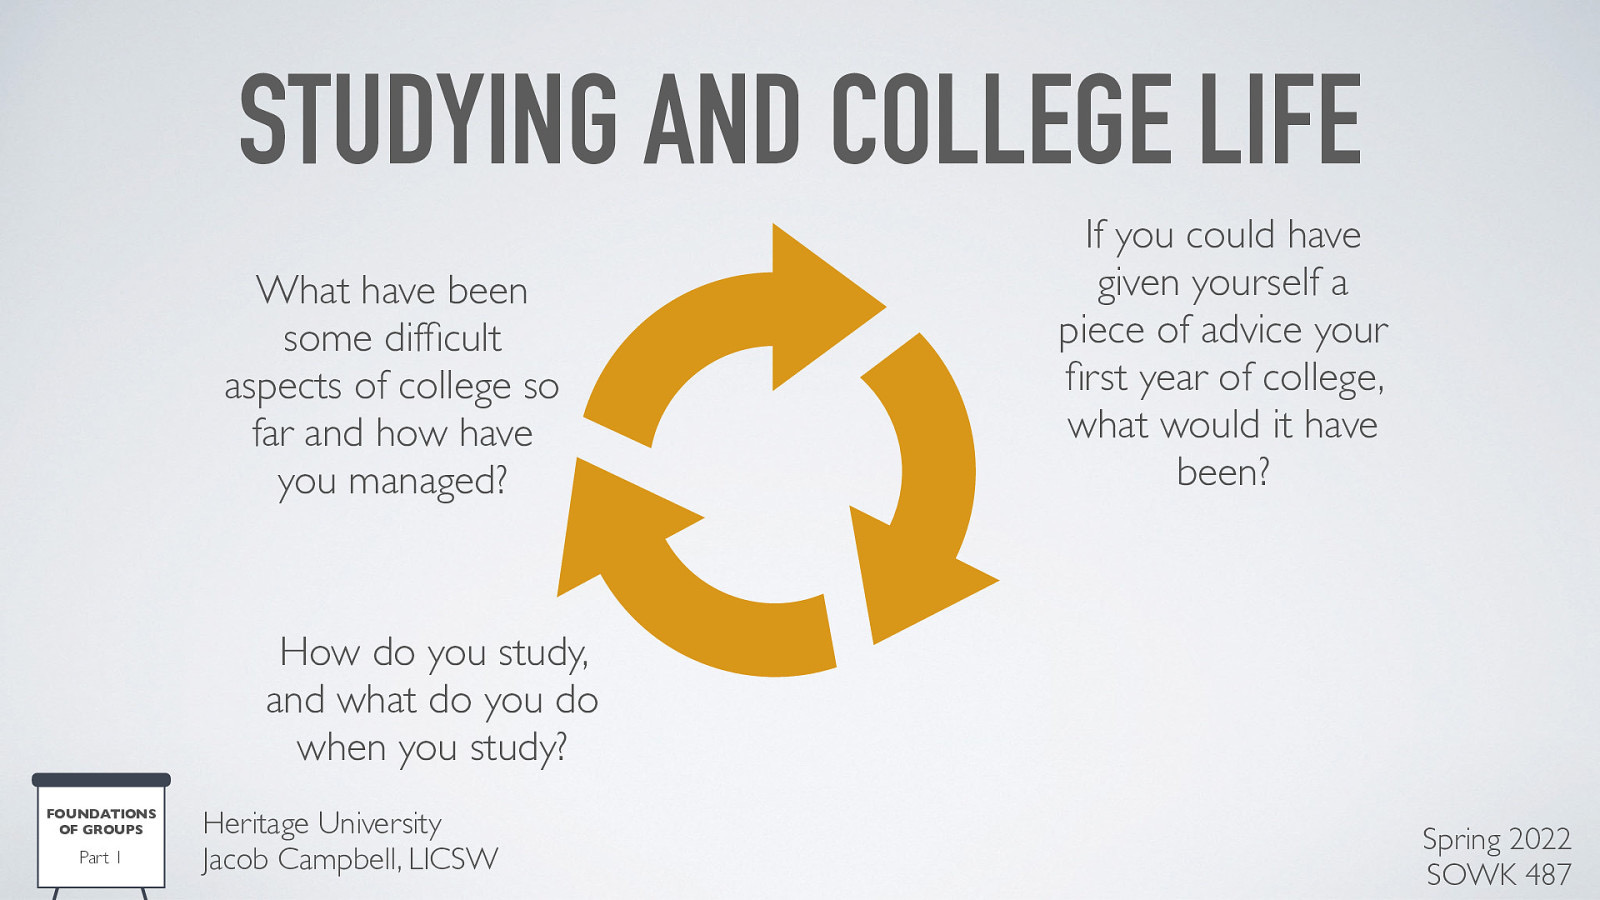 STUDYING AND COLLEGE LIFE
What have been
some difficult
aspects of college so
far and how have
you managed?
If you could have
given yourself a
piece of advice your
first year of college,
what would it have
been?
How do you study,
and what do you do
when you study?
FOUNDATIONS
OF GROUPS
Part 1
Heritage University
Jacob Campbell, LICSW
Spring 2022
SOWK 487